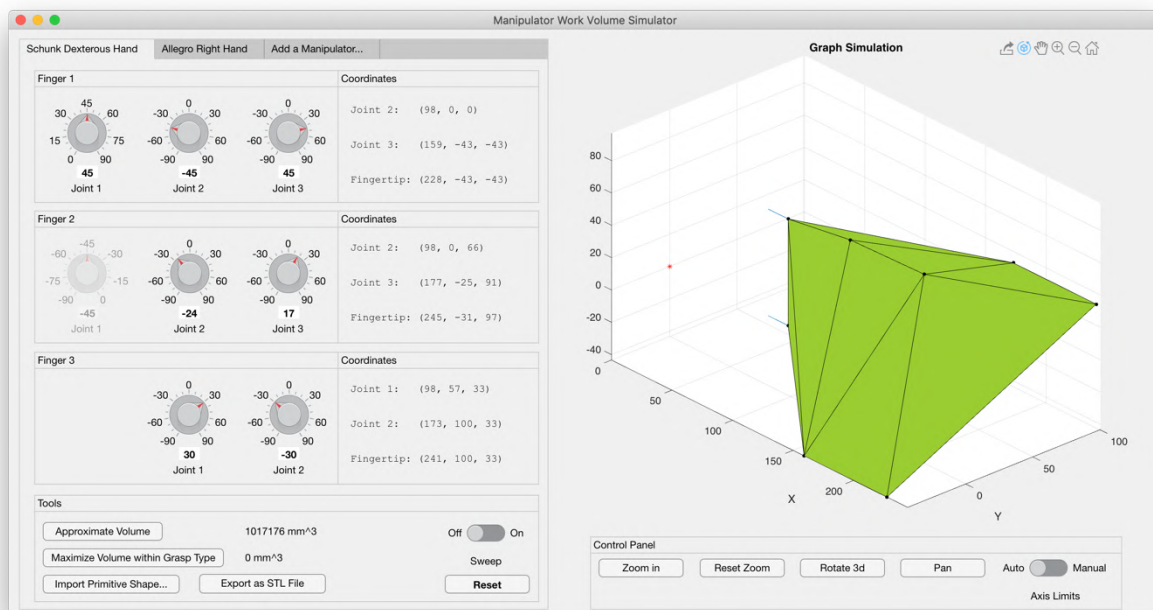 Manipulator Work Volume Simulator
Schunk Dexterous Hand
Allegro Right Hand
Add a Manipulator...
Finger 1
Coordinates
45
30 60
15 75
0 90
45
Joint 1
0
-30 30
-60 60
-90 90
-45
Joint 2
0
-30 30
-60 60
-90 90
45
Joint 3
Joint 2: (98, 0, 0)
Joint 3: (159, -43, -43)
Fingertip: (228, -43, -43)
Finger 2
Coordinates
-45
-60 -30
-75 -15
-90 0
-45
Joint 1
0
-30 30
-60 60
-90 90
-24
Joint 2
0
-30 30
-60 60
-90 90
17
Joint 3
Joint 2: (98, 0, 66)
Joint 3: (177, -25, 91)
Fingertip: (245, -31, 97)
Finger 3
Coordinates
0
-30 30
-60 60
-90 90
30
Joint 1
0
-30 30
-60 60
-90 90
-30
Joint 2
Joint 1: (98, 57, 33)
Joint 2: (173, 100, 33)
Fingertip: (241, 100, 33)
Tools
Approximate Volume 1017176 mm^3
Maximize Volume within Grasp Type 0 mm^3
Import Primitive Shape... Export as STL File
Off On
Sweep
Reset
Graph Simulation
80
60
40
20
0
-20
-40
0
50
100
150
200
X
0
50
100
Y
Control Panel
Zoom in Reset Zoom Rotate 3d Pan Auto Manual
Axis Limits